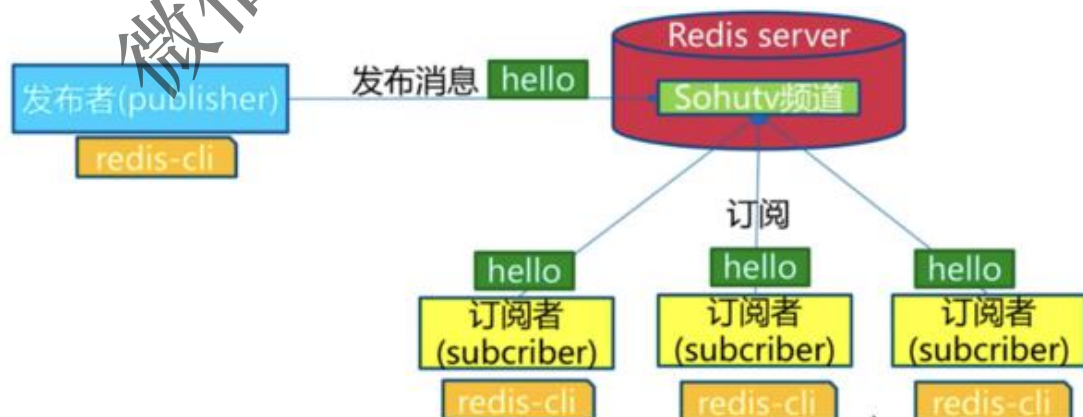 微信
Redis server
发布者(publisher)
发布消息 hello
Sohutv频道
redis-cli
订阅
hello hello hello
订阅者 订阅者 订阅者
(subcriber) (subcriber) (subcriber)
redis-cli redis-cli redis-cli